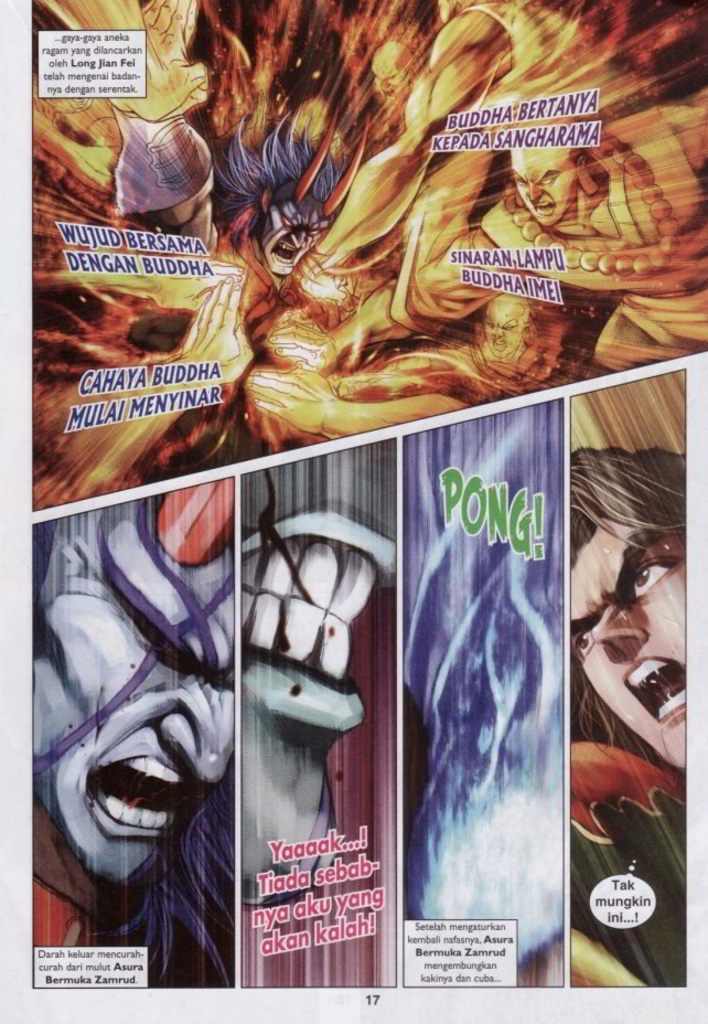 ...gaya-gaya aneka
ragam yang dilancarkan
oleh Long Jian Fei
telah mengenai badan-
nya dengan serentak.
BUDDHA BERTANYA
KEPADA SANGHARAMA
WUJUD BERSAMA
DENGAN BUDDHA
SINARAN LAMPU
BUDDHA IMEI
CAHAYA BUDDHA
MULAI MENYINAR
Darah keluar mencurah-
curah dari mulut Asura
Bermuka Zamrud.
Yaaaak...!
Tiada sebab-
nya aku yang
akan kalah!
PONG!
Setelah mengaturkan
kembali nafasnya, Asura
Bermuka Zamrud
mengembungkan
kakinya dan cuba...
Tak
mungkin
ini...!
17